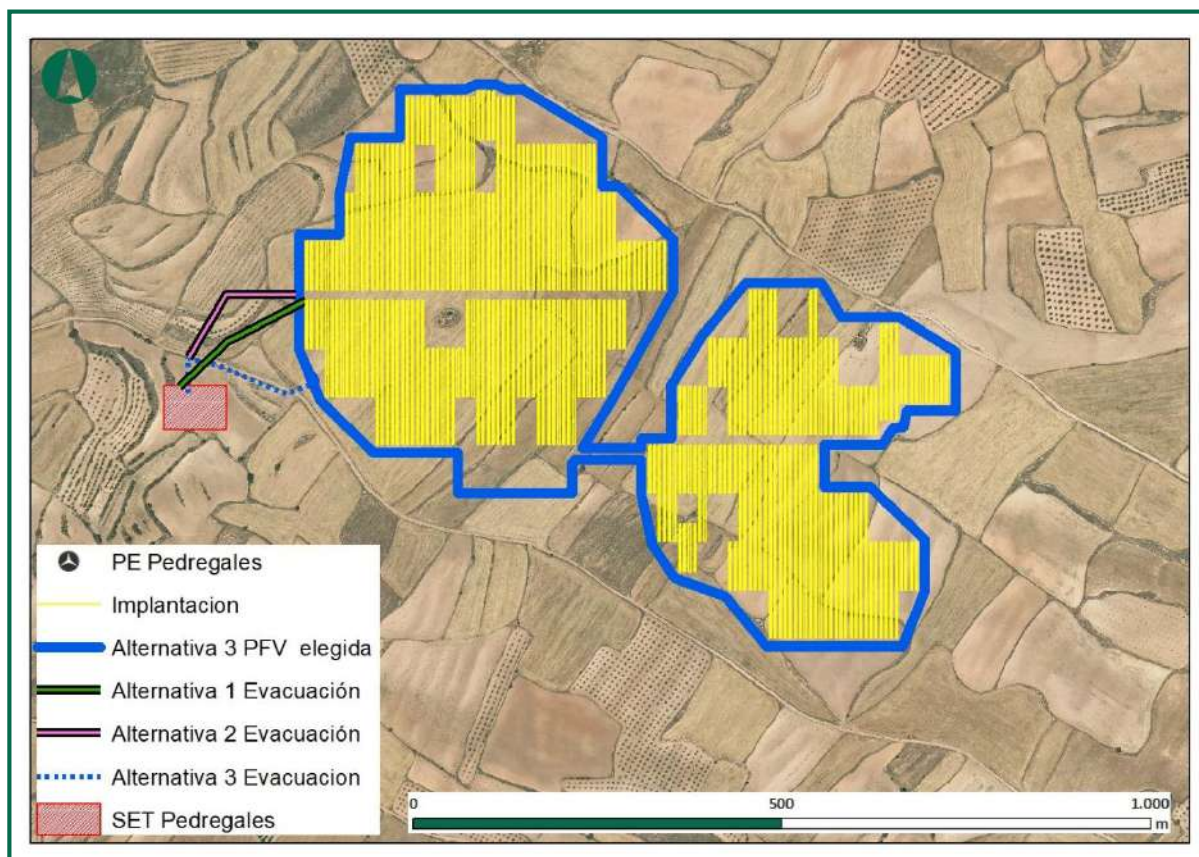 PE Pedregales
Implantacion
Alternativa 3 PFV elegida
Alternativa 1 Evacuación
Alternativa 2 Evacuación
Alternativa 3 Evacuacion
SET Pedregales
0 500 1.000
m